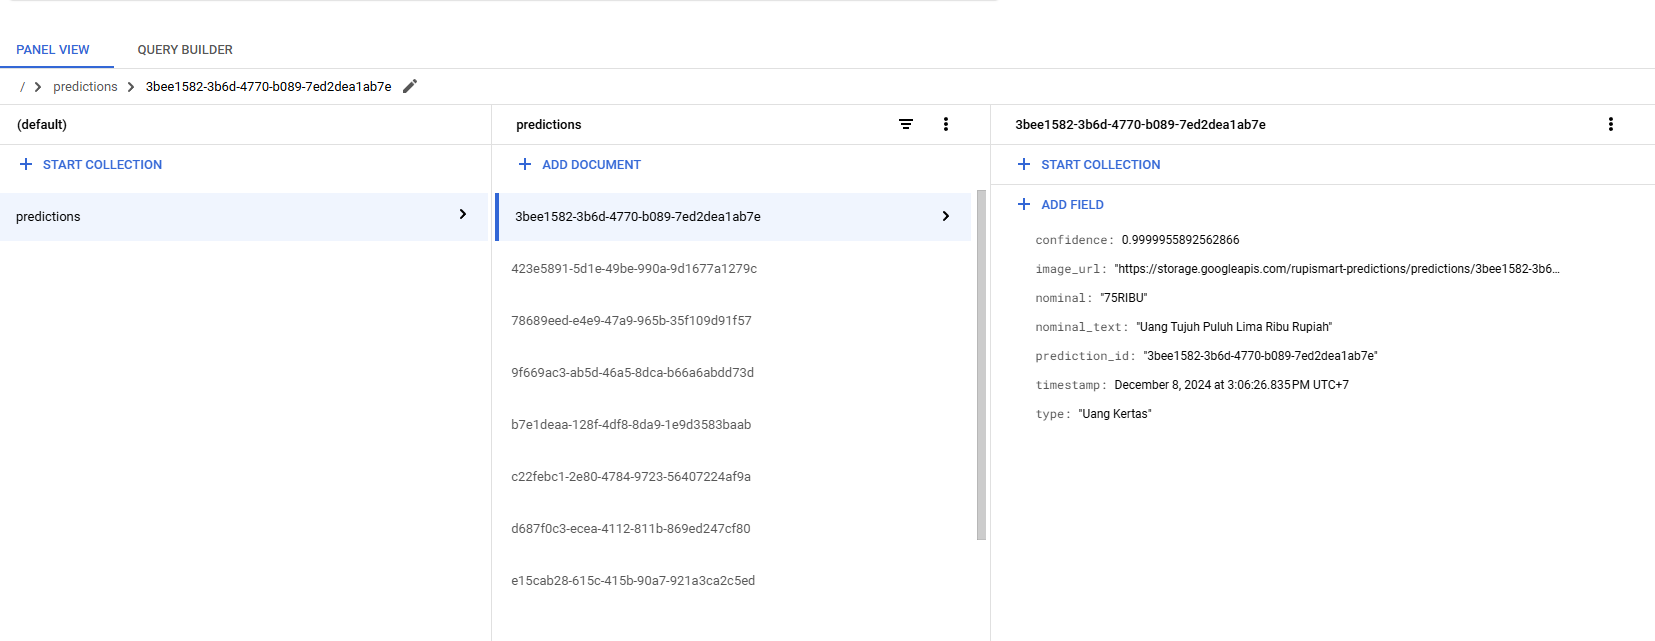 PANEL VIEW QUERY BUILDER
/ > predictions > 3bee1582-3b6d-4770-b089-7ed2dea1ab7e
(default)
+ START COLLECTION
predictions
predictions
+ ADD DOCUMENT
3bee1582-3b6d-4770-b089-7ed2dea1ab7e
423e5891-5d1e-49be-990a-9d1677a1279c
78689eed-e4e9-47a9-965b-35f109d91f57
9f669ac3-ab5d-46a5-8dca-b66a6abdd73d
b7e1deaa-128f-4df8-8da9-1e9d3583baab
c22febc1-2e80-4784-9723-56407224af9a
d687f0c3-ecea-4112-811b-869ed247cf80
e15cab28-615c-415b-90a7-921a3ca2c5ed
3bee1582-3b6d-4770-b089-7ed2dea1ab7e
+ START COLLECTION
+ ADD FIELD
confidence: 0.9999955892562866
image_url: "https://storage.googleapis.com/rupismart-predictions/predictions/3bee1582-3b6...
nominal: "75RIBU"
nominal_text: "Uang Tujuh Puluh Lima Ribu Rupiah"
prediction_id: "3bee1582-3b6d-4770-b089-7ed2dea1ab7e"
timestamp: December 8, 2024 at 3:06:26.835 PM UTC+7
type: "Uang Kertas"